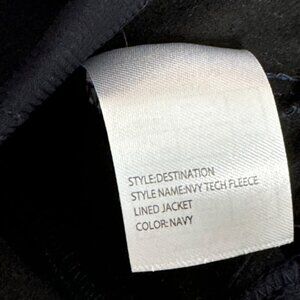 STYLE:DESTINATION
STYLE NAME:NVY TECH FLEECE
LINED JACKET
COLOR:NAVY